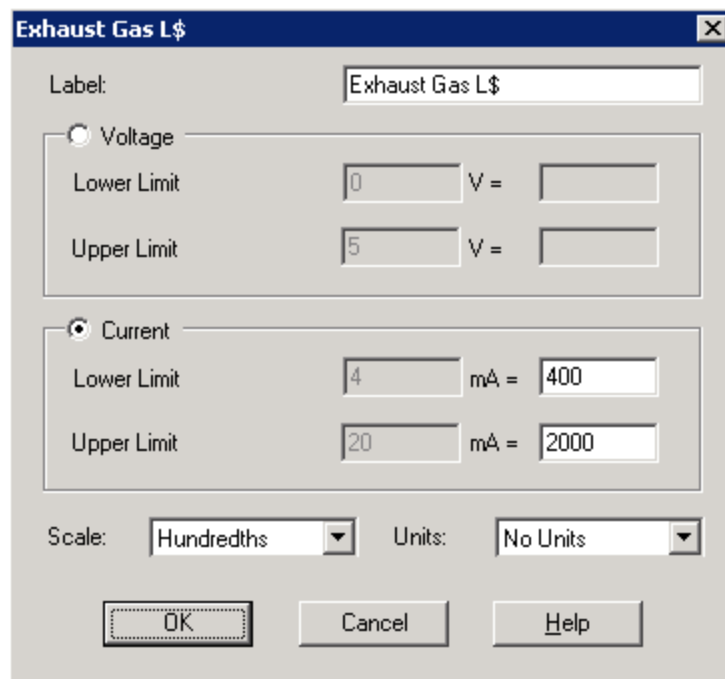 Exhaust Gas L$
Label: Exhaust Gas L$
Voltage
Lower Limit 0 V =
Upper Limit 5 V =
Current
Lower Limit 4 mA = 400
Upper Limit 20 mA = 2000
Scale: Hundredths Units: No Units
OK Cancel Help